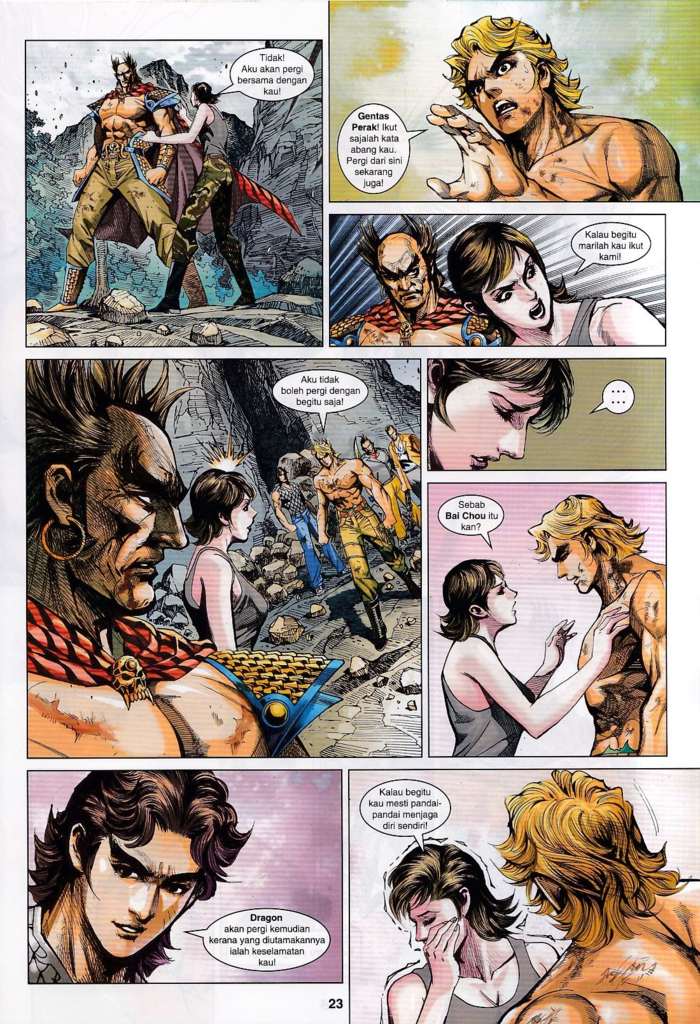 Tidak!
Aku akan pergi
bersama dengan
kau!
Gentas
Perak! Ikut
sajalah kata
abang kau.
Pergi dari sini
sekarang
juga!
Kalau begitu
marilah kau ikut
kami!
Aku tidak
boleh pergi dengan
begitu saja!
...
...
Sebab
Bai Chou itu
kan?
Dragon
akan pergi kemudian
kerana yang diutamakannya
ialah keselamatan
kau!
Kalau begitu
kau mesti pandai-
pandai menjaga
diri sendiri!
23